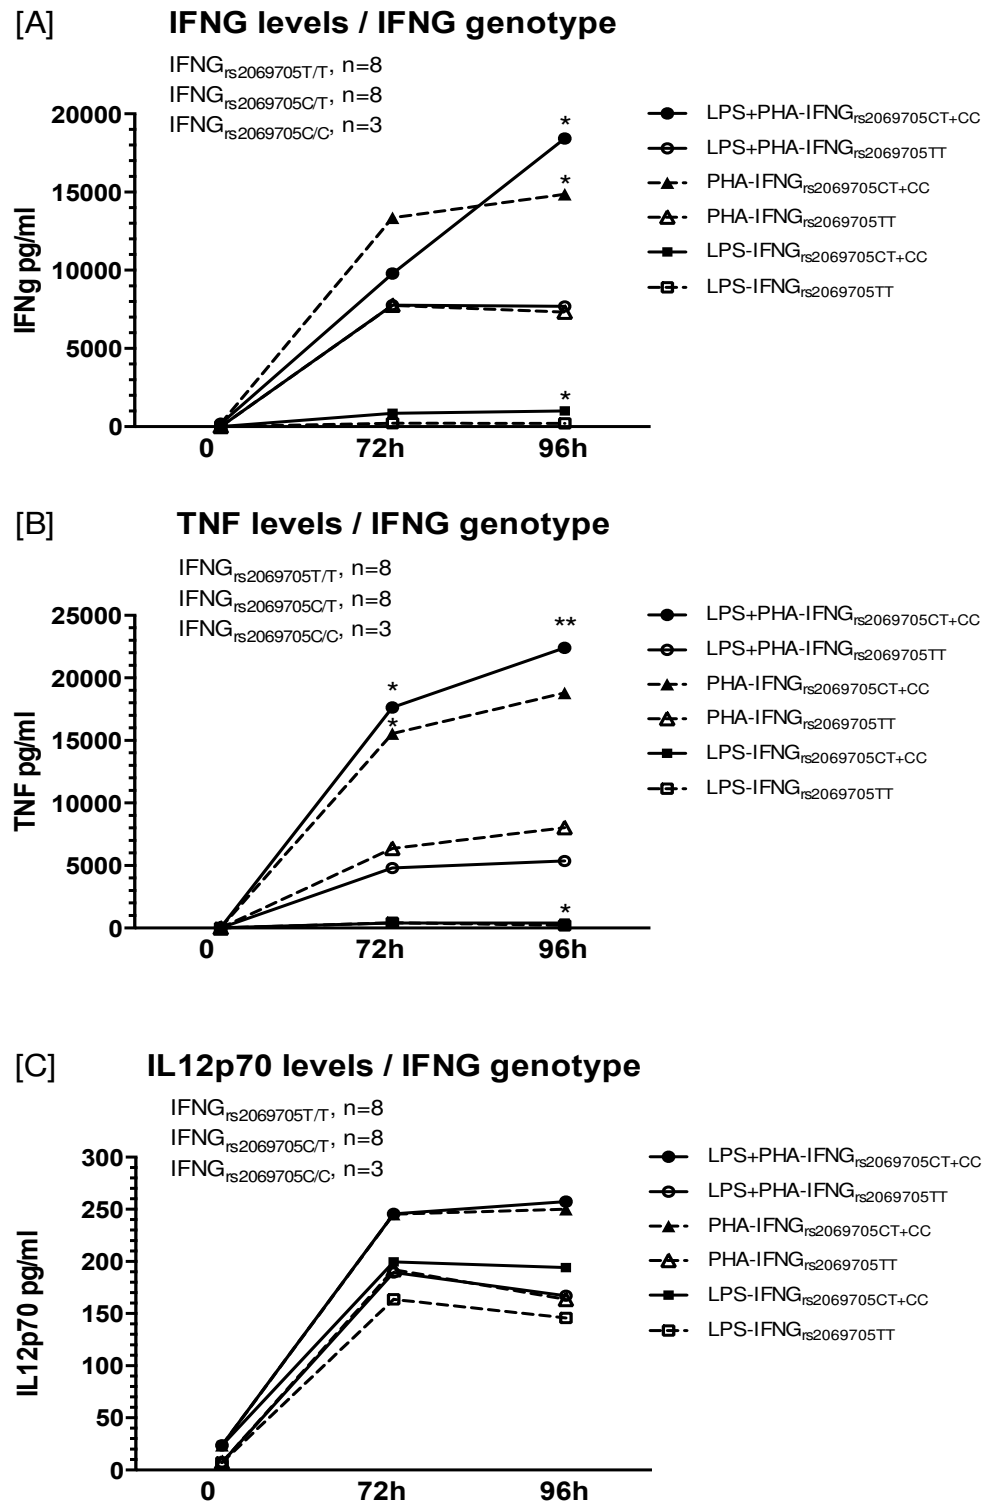 [A] IFNG levels / IFNG genotype
IFNGrs2069705T/T, n=8
IFNGrs2069705C/T, n=8
IFNGrs2069705C/C, n=3
IFNg pg/ml
20000
15000
10000
5000
0
0 72h 96h
*
*
*
LPS+PHA-IFNGrs2069705CT+CC
LPS+PHA-IFNGrs2069705TT
PHA-IFNGrs2069705CT+CC
PHA-IFNGrs2069705TT
LPS-IFNGrs2069705CT+CC
LPS-IFNGrs2069705TT
[B] TNF levels / IFNG genotype
IFNGrs2069705T/T, n=8
IFNGrs2069705C/T, n=8
IFNGrs2069705C/C, n=3
TNF pg/ml
25000
20000
15000
10000
5000
0
0 72h 96h
**
*
*
*
LPS+PHA-IFNGrs2069705CT+CC
LPS+PHA-IFNGrs2069705TT
PHA-IFNGrs2069705CT+CC
PHA-IFNGrs2069705TT
LPS-IFNGrs2069705CT+CC
LPS-IFNGrs2069705TT
[C] IL12p70 levels / IFNG genotype
IFNGrs2069705T/T, n=8
IFNGrs2069705C/T, n=8
IFNGrs2069705C/C, n=3
IL12p70 pg/ml
300
250
200
150
100
50
0
0 72h 96h
LPS+PHA-IFNGrs2069705CT+CC
LPS+PHA-IFNGrs2069705TT
PHA-IFNGrs2069705CT+CC
PHA-IFNGrs2069705TT
LPS-IFNGrs2069705CT+CC
LPS-IFNGrs2069705TT